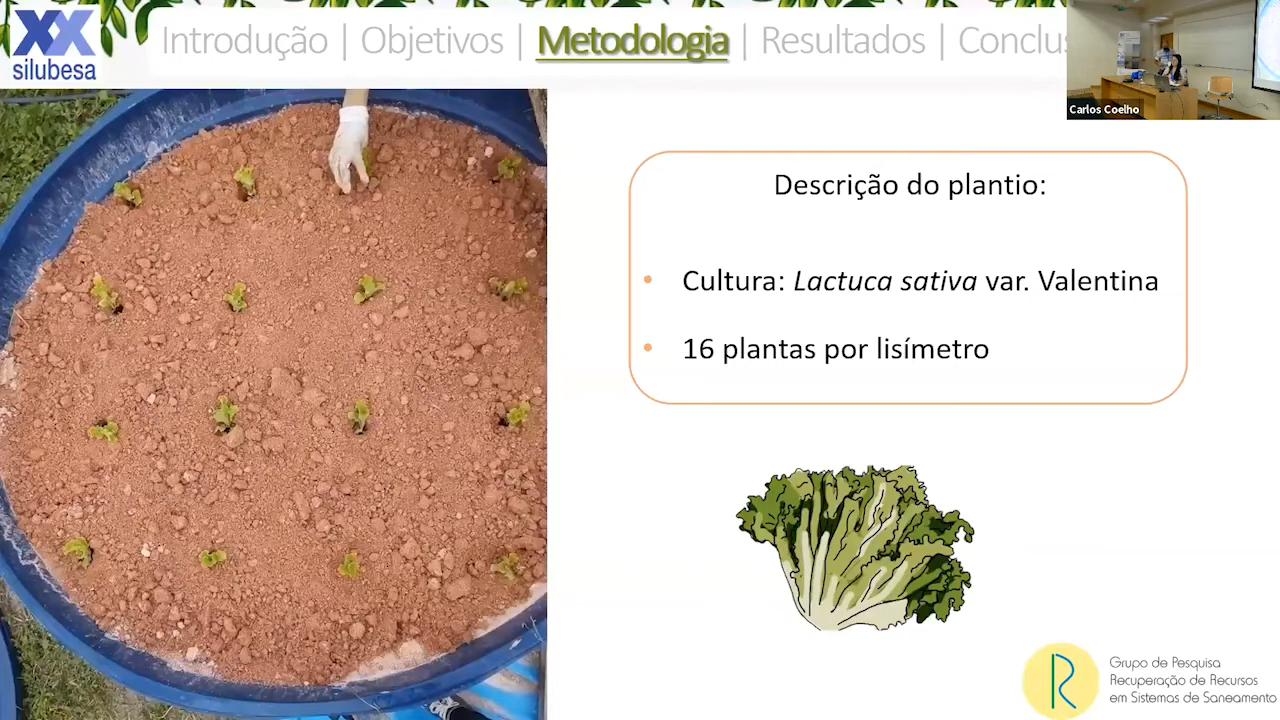 XX
silubesa
Introdução | Objetivos | Metodologia | Resultados | Conclus
Carlos Coelho
Descrição do plantio:
• Cultura: Lactuca sativa var. Valentina
• 16 plantas por lisímetro
R
Grupo de Pesquisa
Recuperação de Recursos
em Sistemas de Saneamento